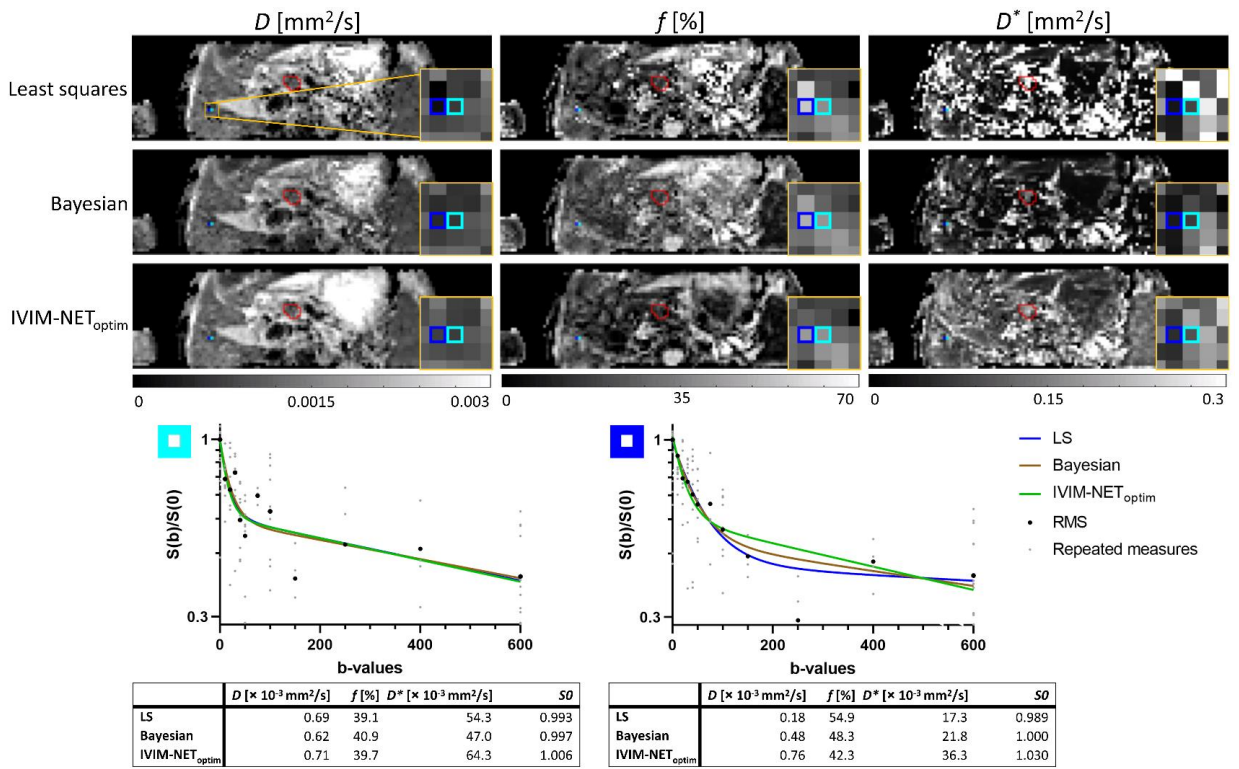 D [mm²/s] f [%] D* [mm²/s]
Least squares
Bayesian
IVIM-NEToptim
0 0.0015 0.003 0 35 70 0 0.15 0.3
1 1
S(b)/S(0) S(b)/S(0)
0.3 0.3
0 200 400 600 0 200 400 600
b-values b-values
LS
Bayesian
IVIM-NEToptim
RMS
Repeated measures
D [× 10⁻³ mm²/s] f [%] D* [× 10⁻³ mm²/s] S0
LS 0.69 39.1 54.3 0.993
Bayesian 0.62 40.9 47.0 0.997
IVIM-NEToptim 0.71 39.7 64.3 1.006
D [× 10⁻³ mm²/s] f [%] D* [× 10⁻³ mm²/s] S0
LS 0.18 54.9 17.3 0.989
Bayesian 0.48 48.3 21.8 1.000
IVIM-NEToptim 0.76 42.3 36.3 1.030